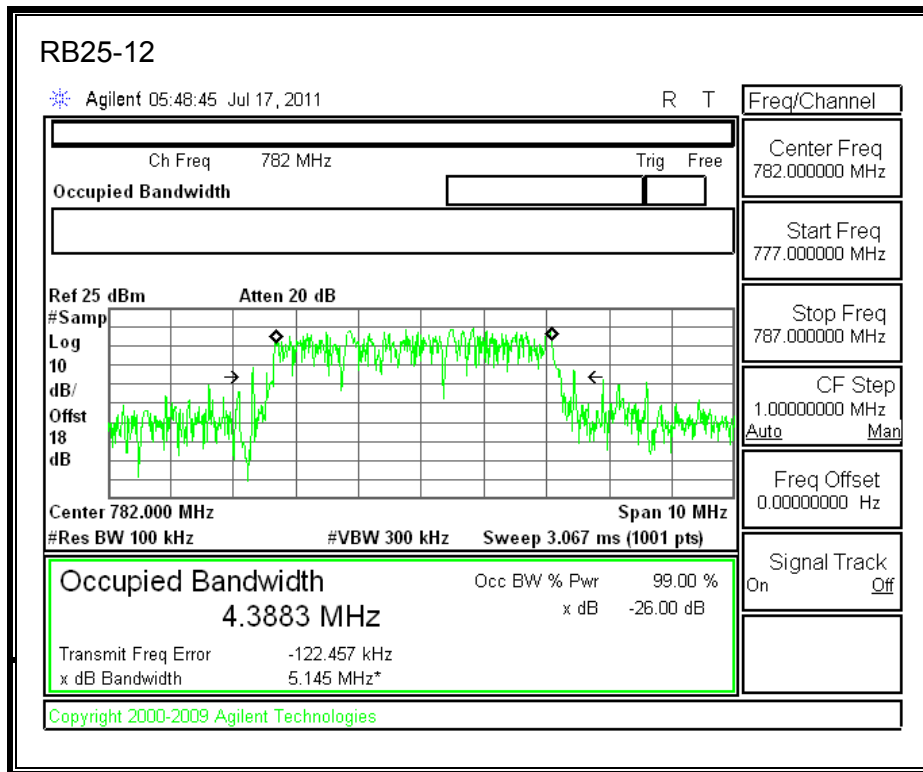 RB25-12
Agilent 05:48:45 Jul 17, 2011 R T
Ch Freq 782 MHz Trig Free
Occupied Bandwidth
Ref 25 dBm Atten 20 dB
#Samp
Log
10
dB/
Offst
18
dB
Center 782.000 MHz Span 10 MHz
#Res BW 100 kHz #VBW 300 kHz Sweep 3.067 ms (1001 pts)
Occupied Bandwidth Occ BW % Pwr 99.00 %
4.3883 MHz x dB -26.00 dB
Transmit Freq Error -122.457 kHz
x dB Bandwidth 5.145 MHz*
Copyright 2000-2009 Agilent Technologies
Freq/Channel
Center Freq
782.000000 MHz
Start Freq
777.000000 MHz
Stop Freq
787.000000 MHz
CF Step
1.00000000 MHz
Auto Man
Freq Offset
0.00000000 Hz
Signal Track
On Off